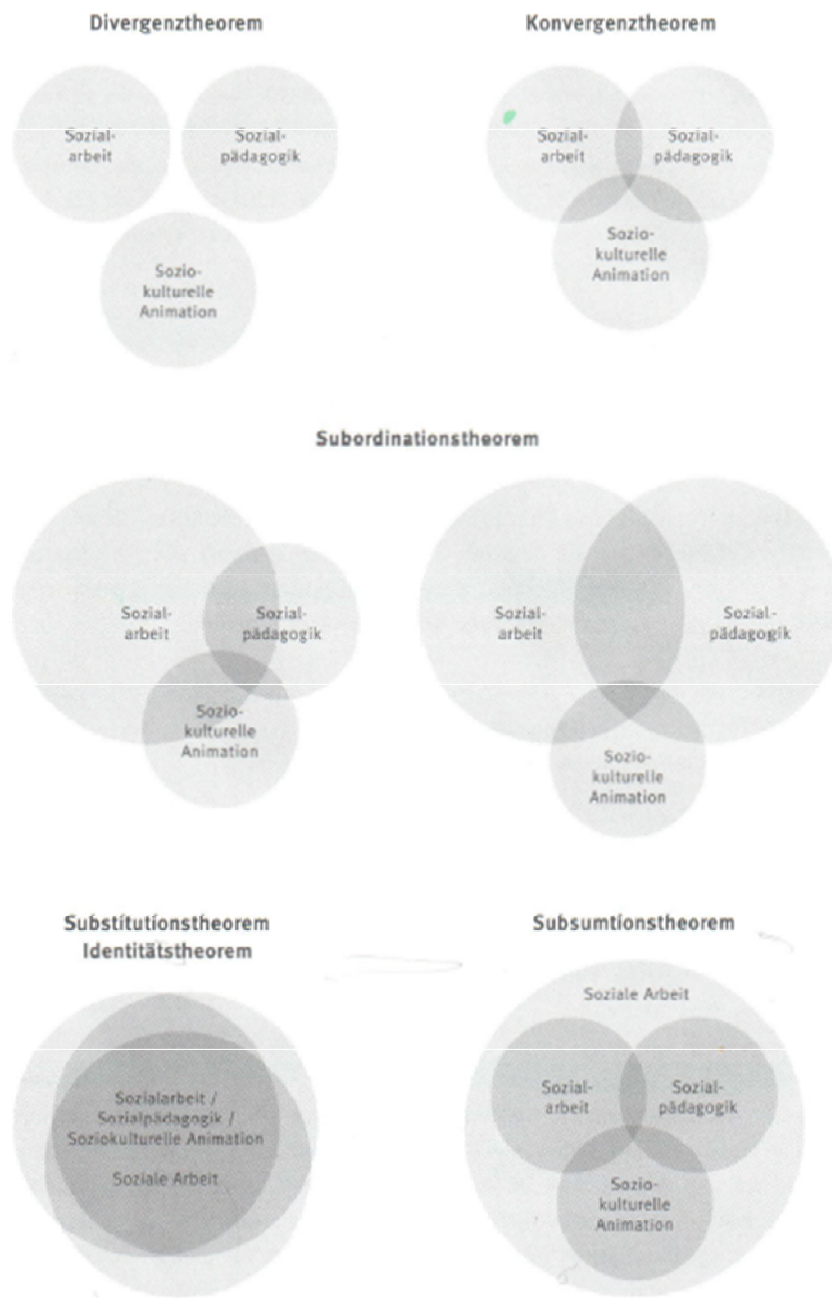 Divergenztheorem
Sozial-
arbeit
Sozial-
pädagogik
Sozio-
kulturelle
Animation
Konvergenztheorem
Sozial-
arbeit
Sozial-
pädagogik
Sozio-
kulturelle
Animation
Subordinationstheorem
Sozial-
arbeit
Sozial-
pädagogik
Sozio-
kulturelle
Animation
Sozial-
arbeit
Sozial-
pädagogik
Sozio-
kulturelle
Animation
Substitutionstheorem
Identitätstheorem
Sozialarbeit /
Sozialpädagogik /
Soziokulturelle Animation
Soziale Arbeit
Subsumtionstheorem
Soziale Arbeit
Sozial-
arbeit
Sozial-
pädagogik
Sozio-
kulturelle
Animation